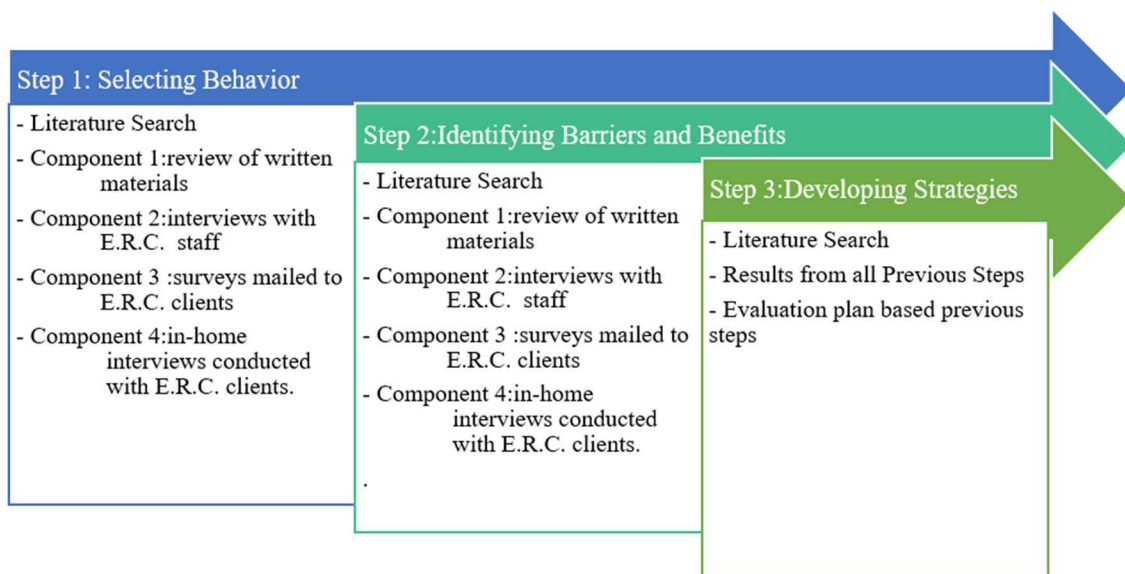 Step 1: Selecting Behavior
- Literature Search
- Component 1:review of written
materials
- Component 2:interviews with
E.R.C. staff
- Component 3 :surveys mailed to
E.R.C. clients
- Component 4:in-home
interviews conducted
with E.R.C. clients.
Step 2:Identifying Barriers and Benefits
- Literature Search
- Component 1:review of written
materials
- Component 2:interviews with
E.R.C. staff
- Component 3 :surveys mailed to
E.R.C. clients
- Component 4:in-home
interviews conducted
with E.R.C. clients.
.
Step 3:Developing Strategies
- Literature Search
- Results from all Previous Steps
- Evaluation plan based previous
steps